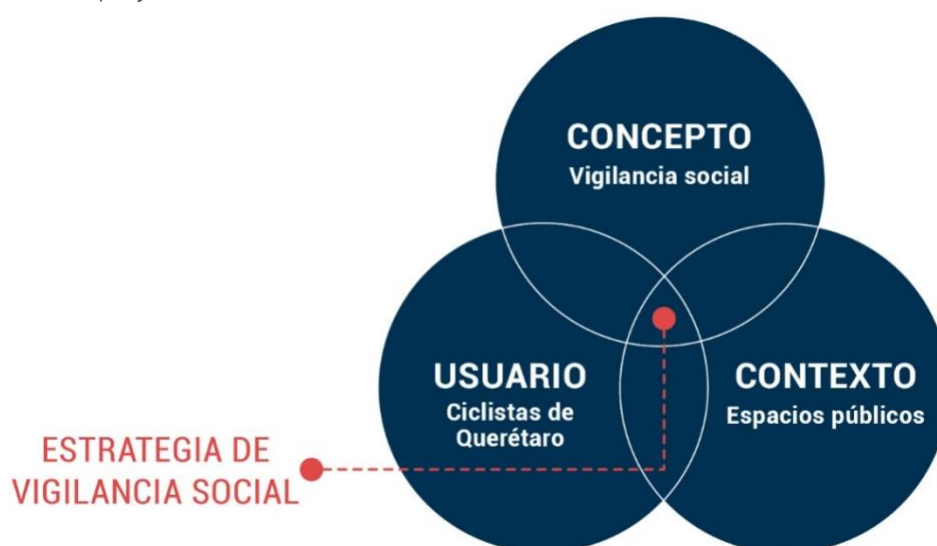 CONCEPTO
Vigilancia social
USUARIO
Ciclistas de
Querétaro
CONTEXTO
Espacios públicos
ESTRATEGIA DE
VIGILANCIA SOCIAL